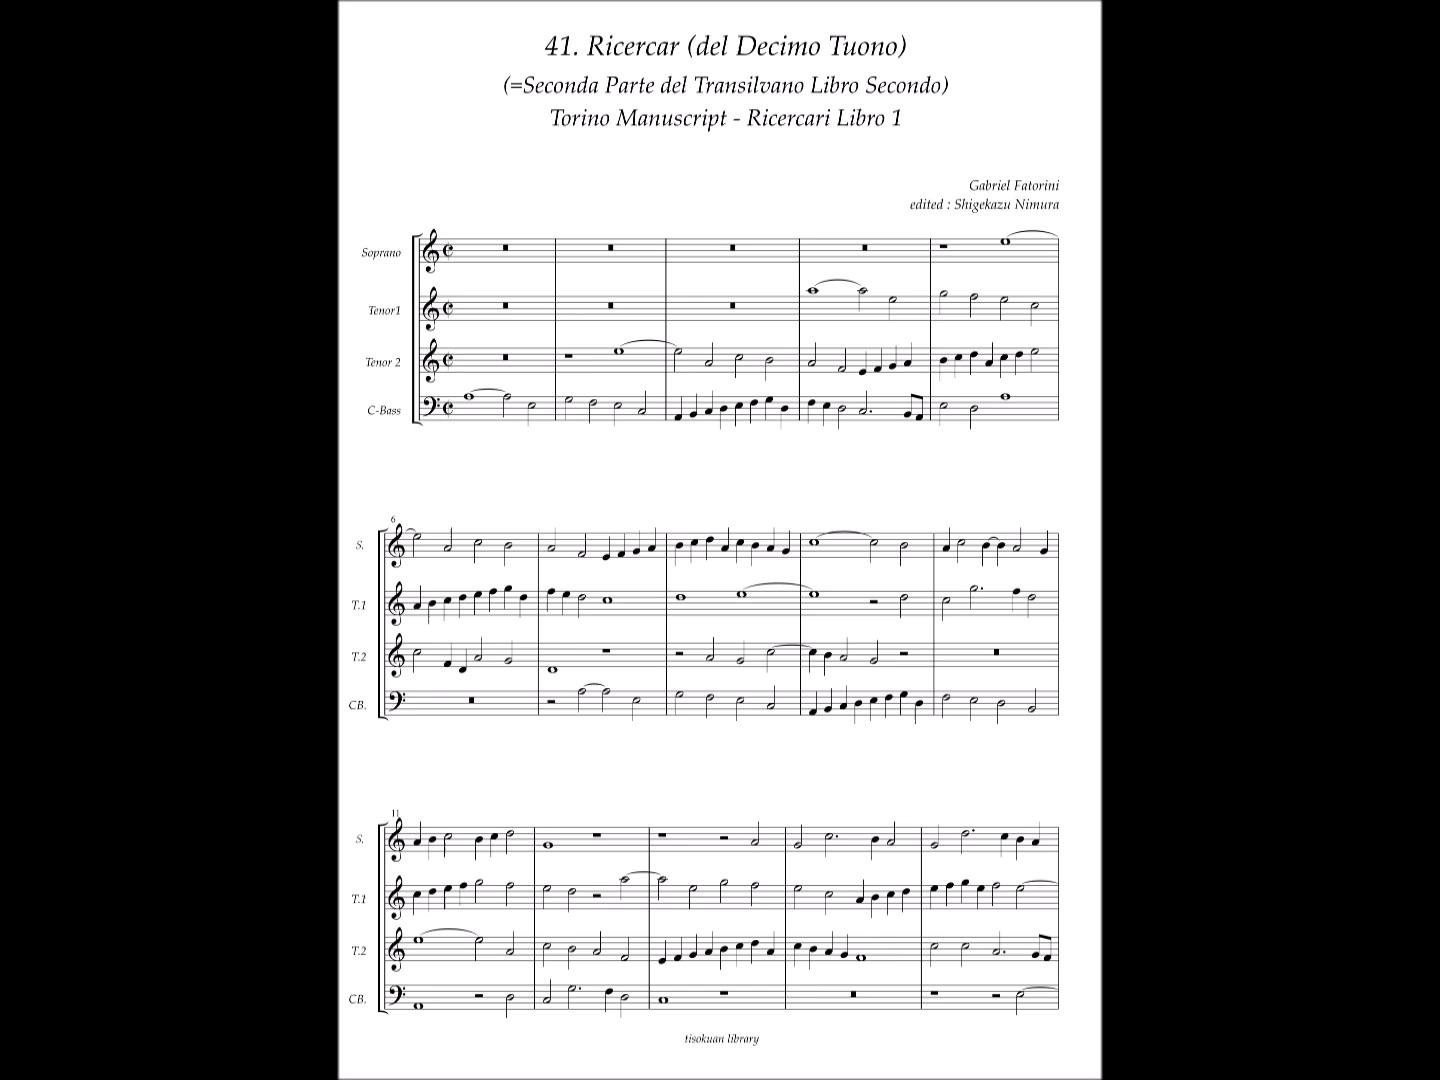 41. Ricercar (del Decimo Tuono)
(=Seconda Parte del Transilvano Libro Secondo)
Torino Manuscript - Ricercari Libro 1
Gabriel Fatorini
edited : Shigekazu Nimura
Soprano
Tenor1
Tenor 2
C-Bass
6
S.
T.1
T.2
CB.
11
S.
T.1
T.2
CB.
tisokuan library